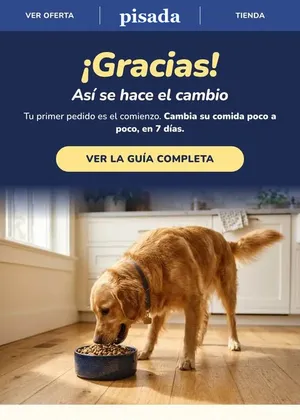 VER OFERTA
pisada
TIENDA
¡Gracias!
Así se hace el cambio
Tu primer pedido es el comienzo. Cambia su comida poco a
poco, en 7 días.
VER LA GUÍA COMPLETA